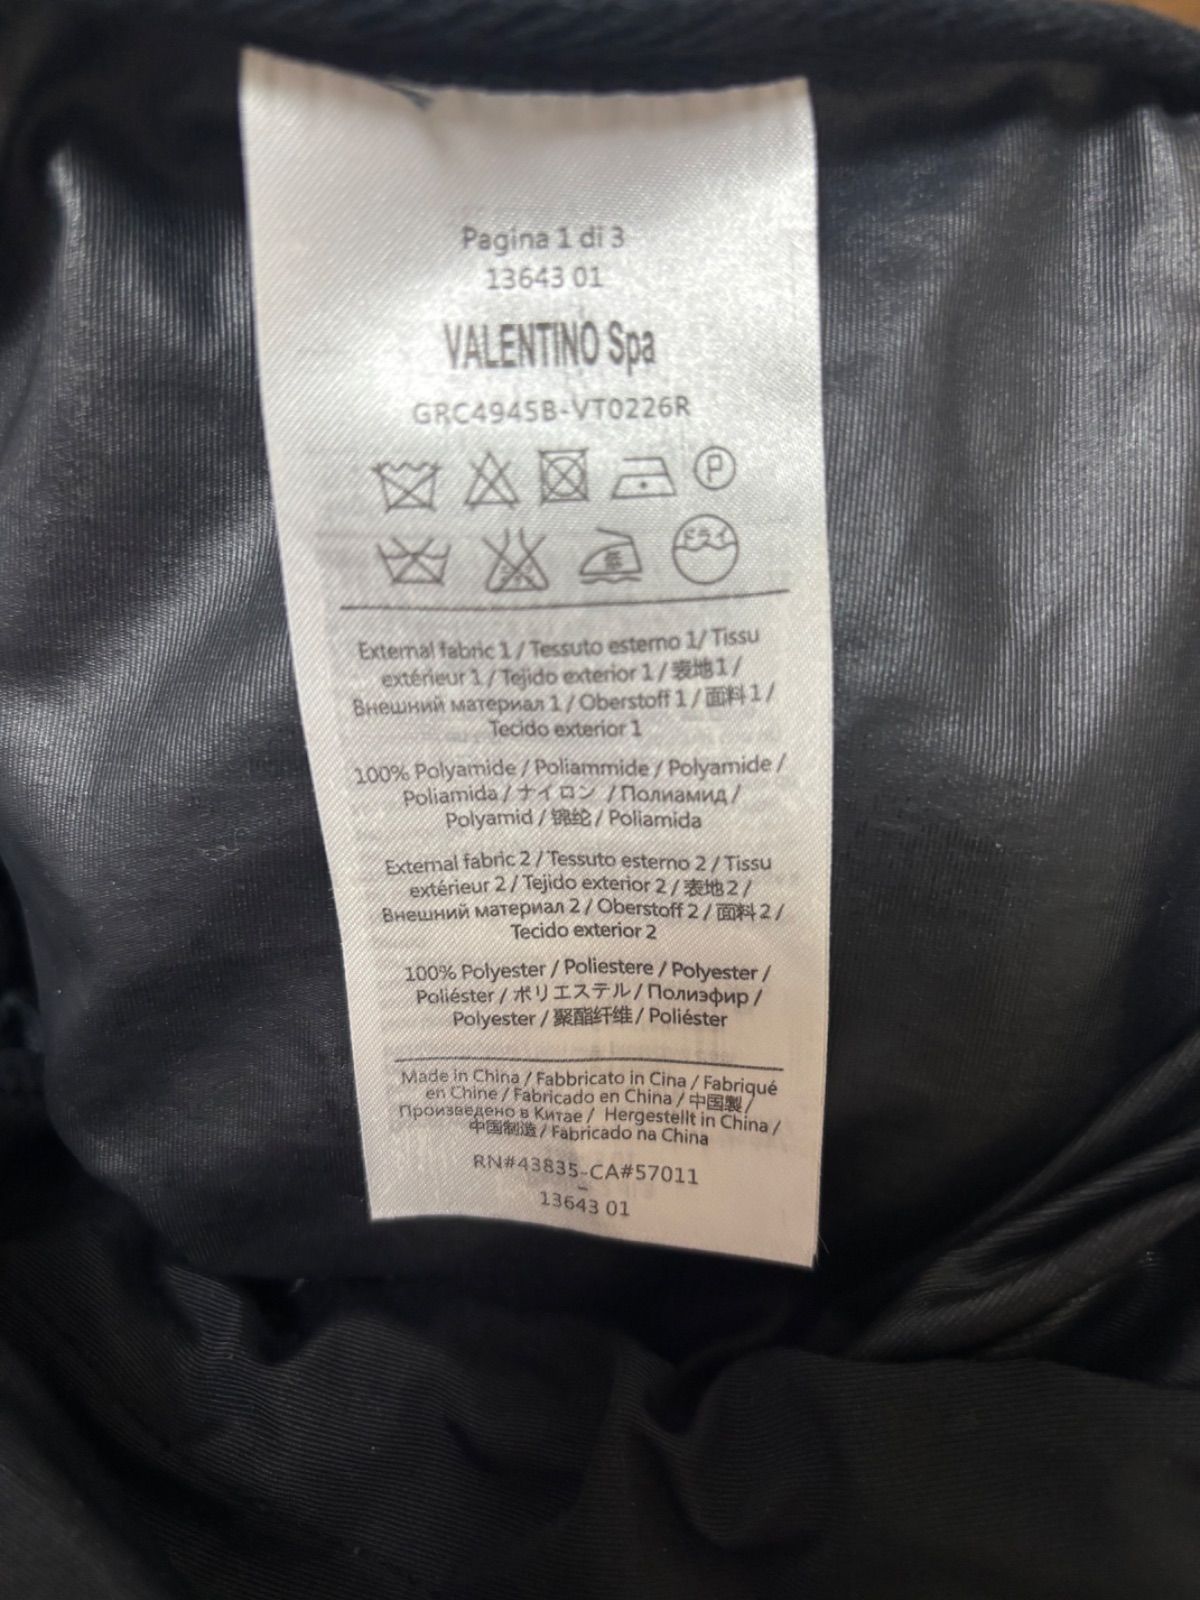 Pagina 1 di 3
13643 01
VALENTINO Spa
GRC4945B-VT0226R
P
低 ドライ
External fabric 1 / Tessuto esterno 1/ Tissu
extérieur 1 / Tejido exterior 1 / 表地1 /
Внешний материал 1 / Oberstoff 1 / 面料 1 /
Tecido exterior 1
100% Polyamide / Poliammide / Polyamide /
Poliamida / ナイロン / Полиамид /
Polyamid / 锦纶 / Poliamida
External fabric 2 / Tessuto esterno 2 / Tissu
extérieur 2 / Tejido exterior 2 / 表地2 /
Внешний материал 2 / Oberstoff 2 / 面料 2 /
Tecido exterior 2
100% Polyester / Poliestere / Polyester /
Poliéster / ポリエステル / Полиэфир /
Polyester / 聚酯纤维 / Poliéster
Made in China / Fabbricato in Cina / Fabriqué
en Chine / Fabricado en China / 中国製 /
Произведено в Китае / Hergestellt in China /
中国制造 / Fabricado na China
RN#43835-CA#57011
13643 01